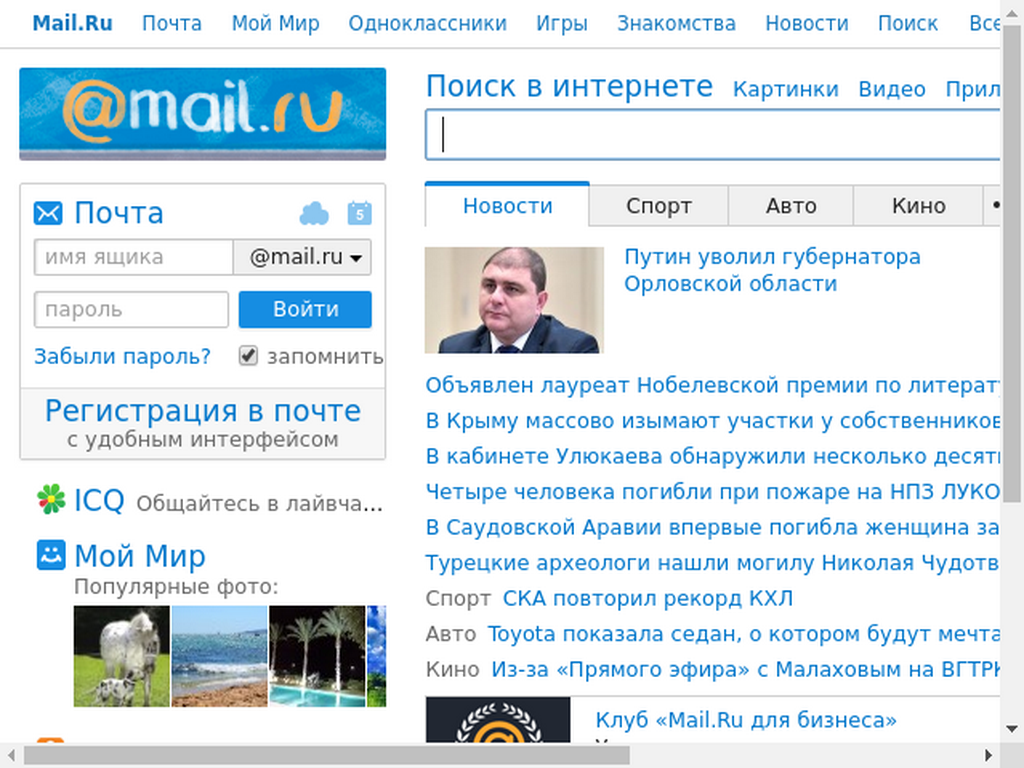 Mail.Ru Почта Мой Мир Одноклассники Игры Знакомства Новости Поиск Все
@mail.ru
Почта 5
имя ящика @mail.ru
пароль Войти
Забыли пароль? запомнить
Регистрация в почте
с удобным интерфейсом
ICQ Общайтесь в лайвча...
Мой Мир
Популярные фото:
Поиск в интернете Картинки Видео Прил
Новости Спорт Авто Кино
Путин уволил губернатора
Орловской области
Объявлен лауреат Нобелевской премии по литерат
В Крыму массово изымают участки у собственников
В кабинете Улюкаева обнаружили несколько десят
Четыре человека погибли при пожаре на НПЗ ЛУКО
В Саудовской Аравии впервые погибла женщина за
Турецкие археологи нашли могилу Николая Чудотв
Спорт СКА повторил рекорд КХЛ
Авто Toyota показала седан, о котором будут мечта
Кино Из-за «Прямого эфира» с Малаховым на ВГТРК
Клуб «Mail.Ru для бизнеса»